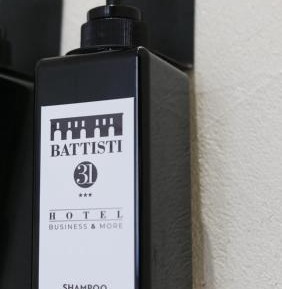 BATTISTI
31
★★★
HOTEL
BUSINESS & MORE
SHAMPOO